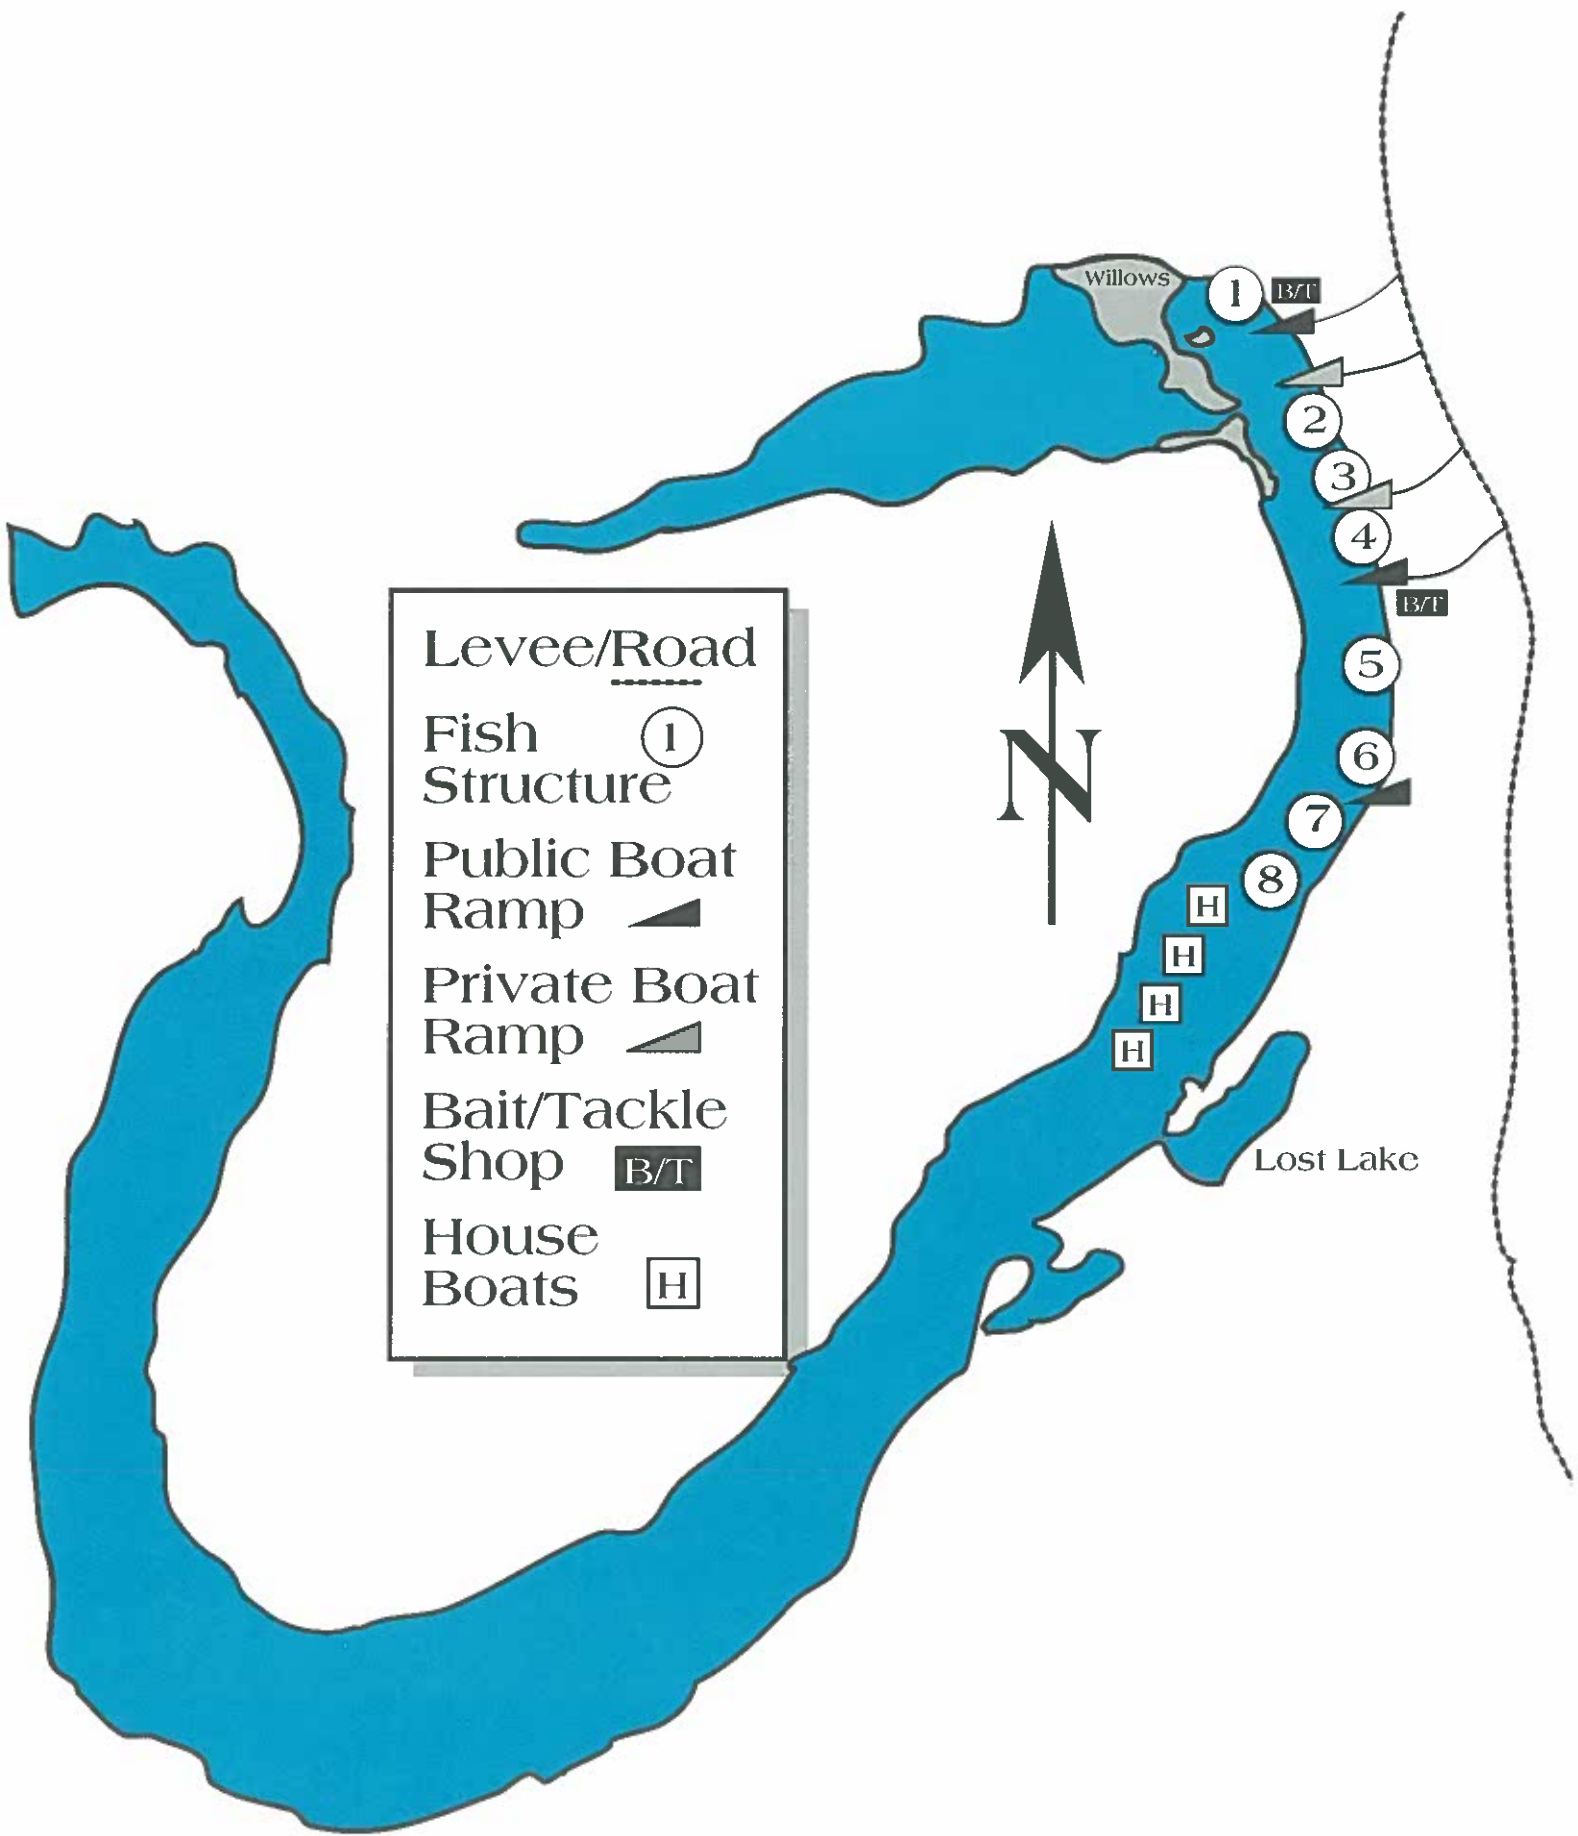 Willows
1
B/T
2
3
4
B/T
5
6
7
8
H
H
H
H
Lost Lake
N
Levee/Road
Fish 1
Structure
Public Boat
Ramp
Private Boat
Ramp
Bait/Tackle
Shop B/T
House
Boats H